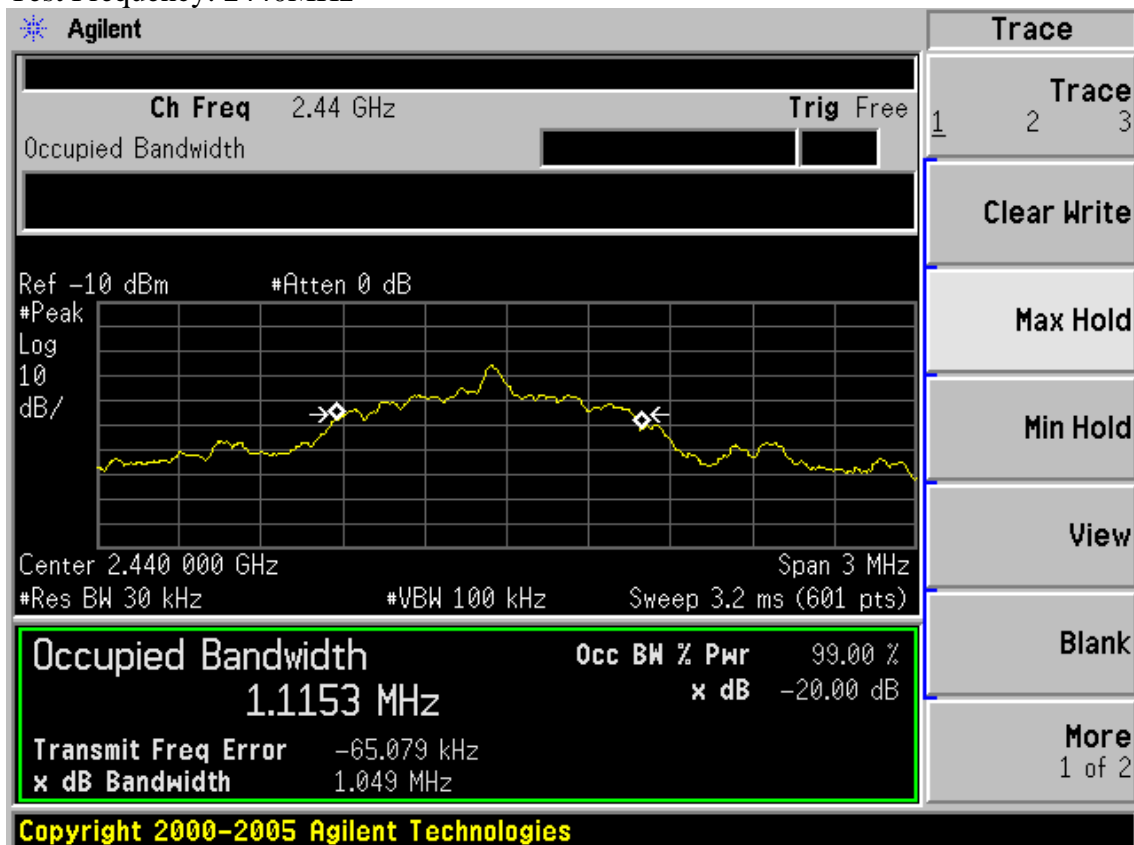 Agilent
Trace
Ch Freq 2.44 GHz
Trig Free
Occupied Bandwidth
Trace
1 2 3
Clear Write
Max Hold
Min Hold
View
Blank
More
1 of 2
Ref -10 dBm #Atten 0 dB
#Peak
Log
10
dB/
Center 2.440 000 GHz Span 3 MHz
#Res BW 30 kHz #VBW 100 kHz Sweep 3.2 ms (601 pts)
Occupied Bandwidth
1.1153 MHz
Occ BW % Pwr 99.00 %
x dB -20.00 dB
Transmit Freq Error -65.079 kHz
x dB Bandwidth 1.049 MHz
Copyright 2000-2005 Agilent Technologies